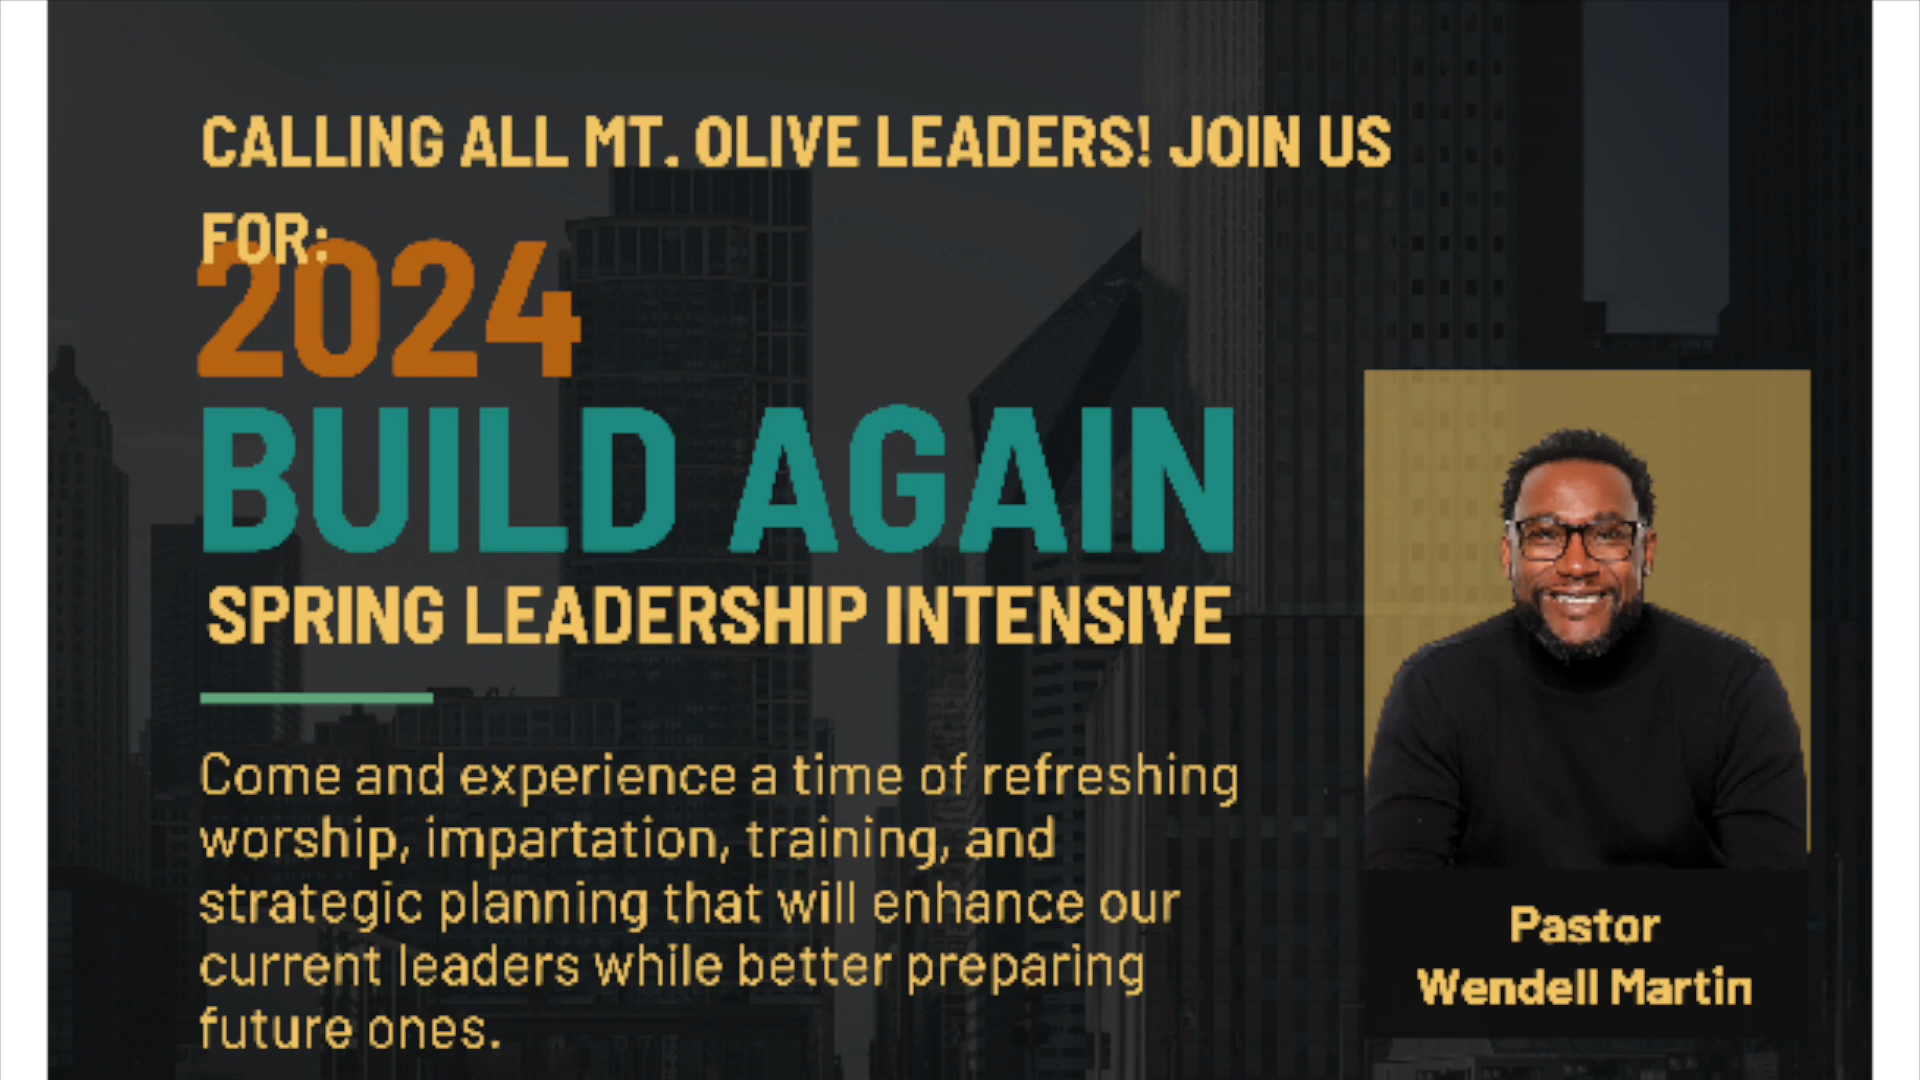 CALLING ALL MT. OLIVE LEADERS! JOIN US
FOR:
2024
BUILD AGAIN
SPRING LEADERSHIP INTENSIVE
Come and experience a time of refreshing
worship, impartation, training, and
strategic planning that will enhance our
current leaders while better preparing
future ones.
Pastor
Wendell Martin